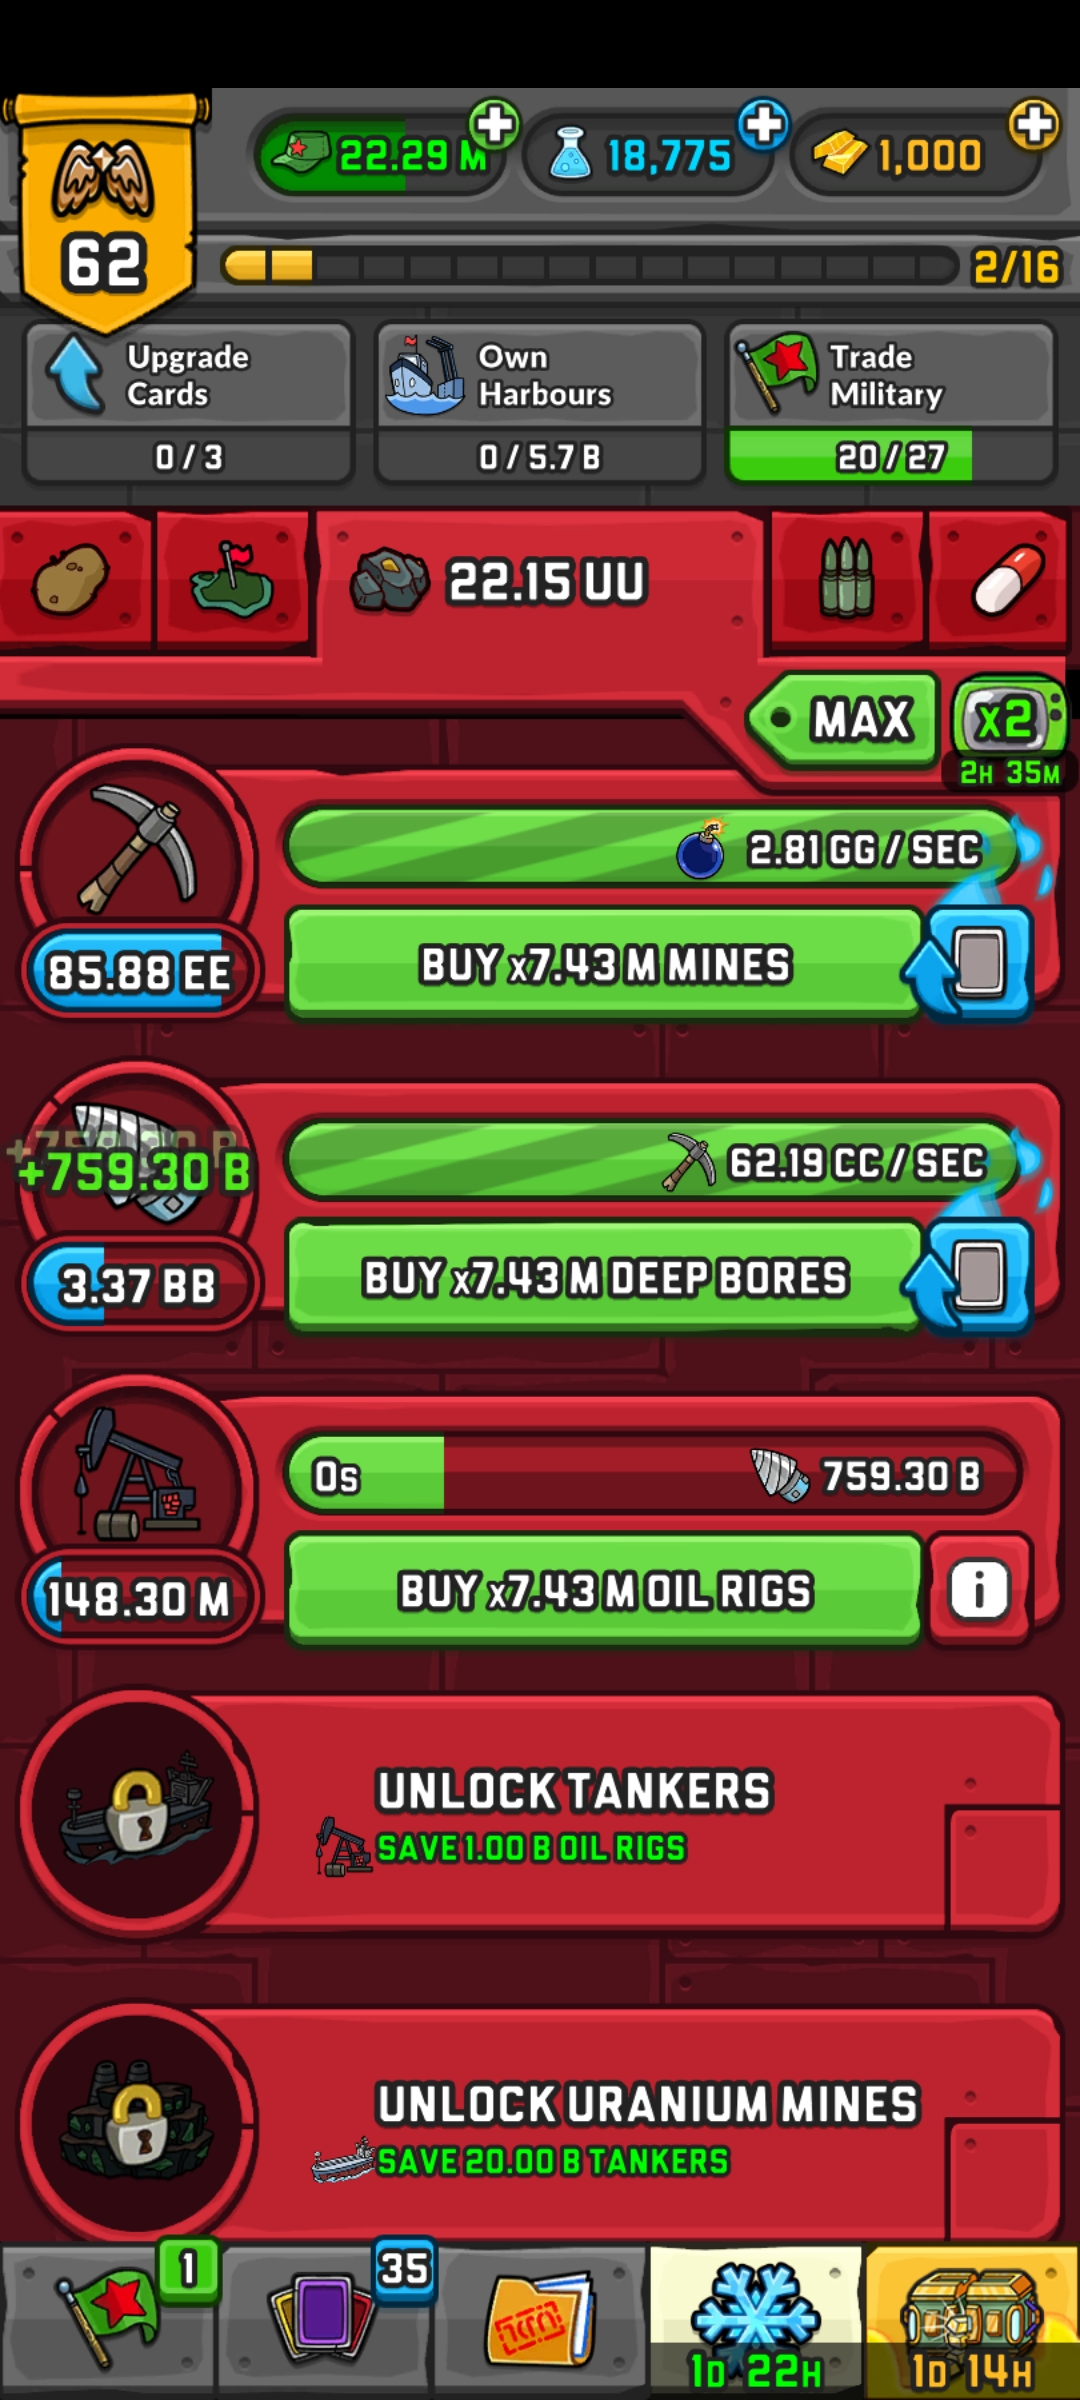 22.29 M
18,775
1,000
62
2/16
Upgrade
Cards
0 / 3
Own
Harbours
0 / 5.7 B
Trade
Military
20 / 27
22.15 UU
MAX
x2
2H 35M
2.81 GG / SEC
85.88 EE
BUY x7.43 M MINES
+759.30 B
+759.30 B
62.19 CC / SEC
3.37 BB
BUY x7.43 M DEEP BORES
0s
759.30 B
148.30 M
BUY x7.43 M OIL RIGS
i
UNLOCK TANKERS
SAVE 1.00 B OIL RIGS
UNLOCK URANIUM MINES
SAVE 20.00 B TANKERS
1
35
1D 22H
1D 14H